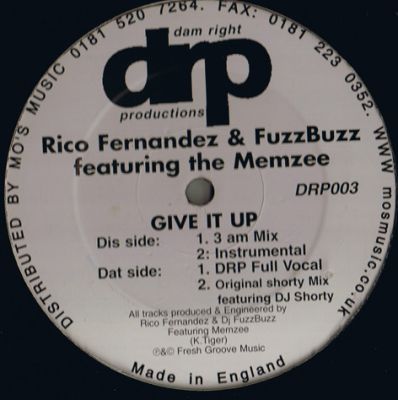 DISTRIBUTED BY MO'S MUSIC 0181 520 7264. FAX: 0181 223 0352. www.mosmusic.co.uk
dam right
drp
productions
Rico Fernandez & FuzzBuzz
featuring the Memzee
DRP003
GIVE IT UP
Dis side: 1. 3 am Mix
2: Instrumental
Dat side: 1. DRP Full Vocal
2. Original shorty Mix
featuring DJ Shorty
All tracks produced & Engineered by
Rico Fernandez & Dj FuzzBuzz
Featuring Memzee
(K.Tiger)
℗&© Fresh Groove Music
Made in England